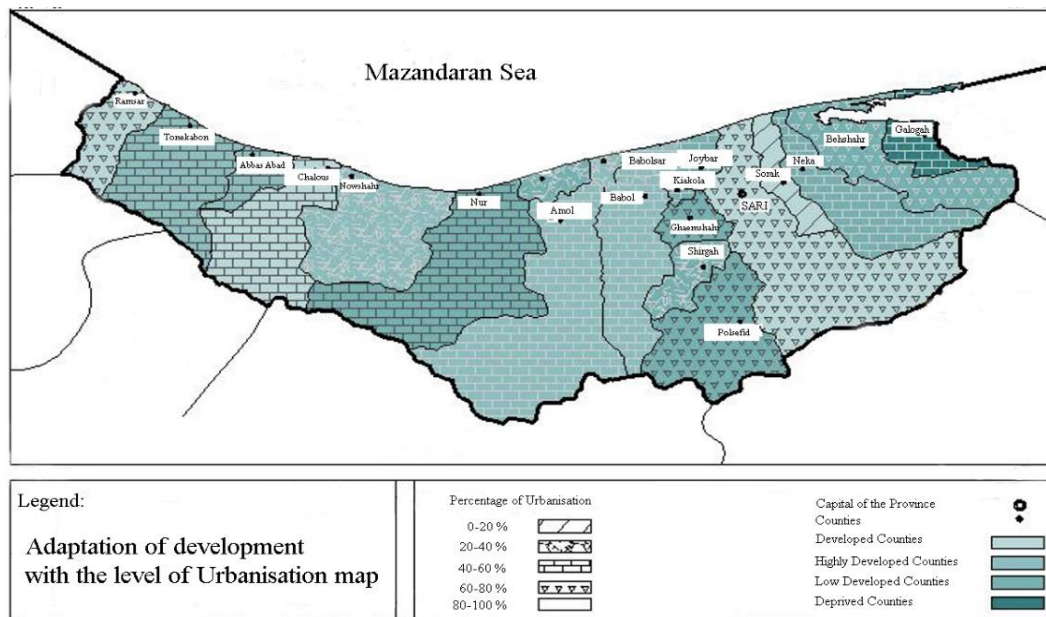 Mazandaran Sea
Ramsar
Tonekabon
Abbas Abad
Chalous
Nowshahr
Nur
Amol
Babolsar
Babol
Joybar
Kiakola
Ghaemshahr
Shirgah
Polsefid
SARI
Sorak
Neka
Behshahr
Galogah
Legend:
Adaptation of development
with the level of Urbanisation map
Percentage of Urbanisation
0-20 %
20-40 %
40-60 %
60-80 %
80-100 %
Capital of the Province
Counties
Developed Counties
Highly Developed Counties
Low Developed Counties
Deprived Counties